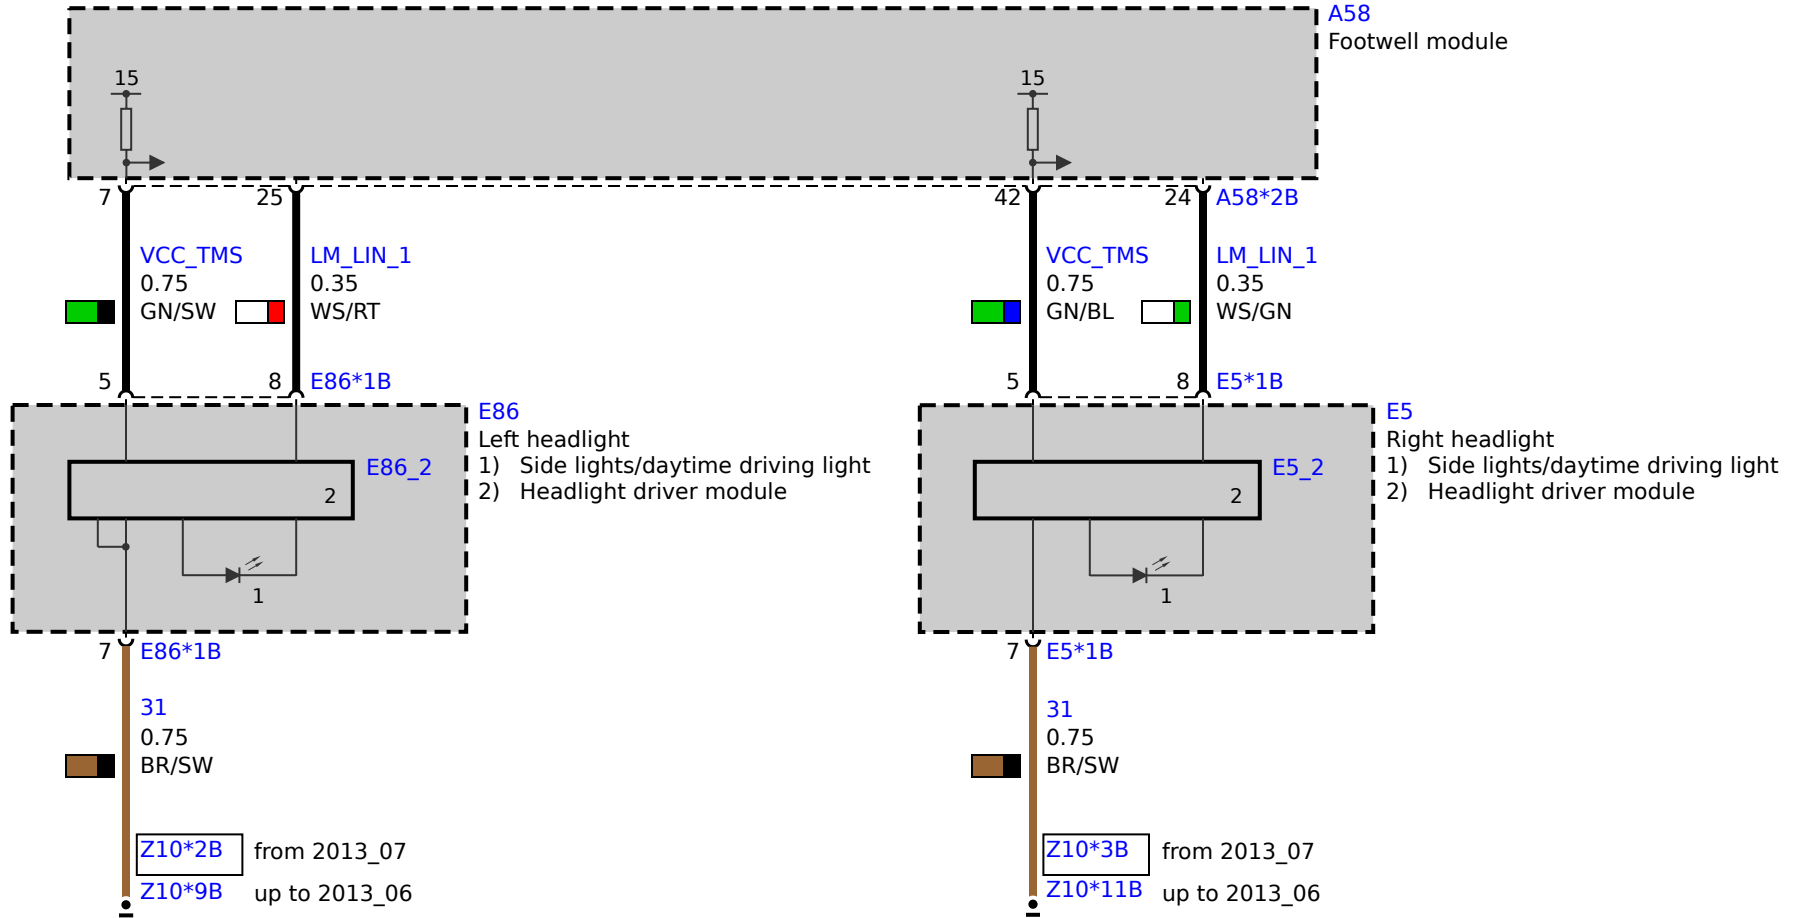 A58
Footwell module
15 15
7 25 42 24 A58*2B
VCC_TMS LM_LIN_1 VCC_TMS LM_LIN_1
0.75 0.35 0.75 0.35
GN/SW WS/RT GN/BL WS/GN
5 8 E86*1B 5 8 E5*1B
E86 E5
Left headlight Right headlight
1) Side lights/daytime driving light 1) Side lights/daytime driving light
E86_2 E5_2
2) Headlight driver module 2) Headlight driver module
2 2
1 1
7 E86*1B 7 E5*1B
31 31
0.75 0.75
BR/SW BR/SW
Z10*2B from 2013_07 Z10*3B from 2013_07
Z10*9B up to 2013_06 Z10*11B up to 2013_06